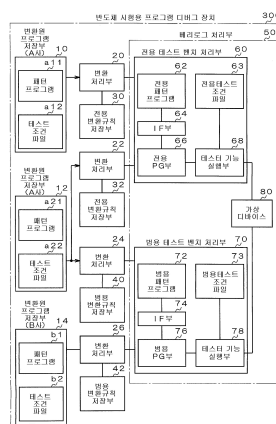 반도체 시험용 프로그램 디버그 장치
300
변환원
프로그램
저장부
(A사)
10
a11
패턴
프로그램
a12
테스트
조건
파일
20
변환
처리부
30
전용
변환규칙
저장부
베리로그 처리부
50
전용 테스트 벤치 처리부
60
62
전용
패턴
프로그램
63
전용테스트
조건
파일
64
IF부
66
전용
PG부
68
테스터 기능
실행부
변환원
프로그램
저장부
(A사)
12
a21
패턴
프로그램
a22
테스트
조건
파일
22
변환
처리부
32
전용
변환규칙
저장부
24
변환
처리부
40
범용
변환규칙
저장부
80
가상
디바이스
범용 테스트 벤치 처리부
70
72
범용
패턴
프로그램
73
범용테스트
조건
파일
74
IF부
76
범용
PG부
78
테스터 기능
실행부
변환원
프로그램
저장부
(B사)
14
b1
패턴
프로그램
b2
테스트
조건
파일
26
변환
처리부
42
범용
변환규칙
저장부